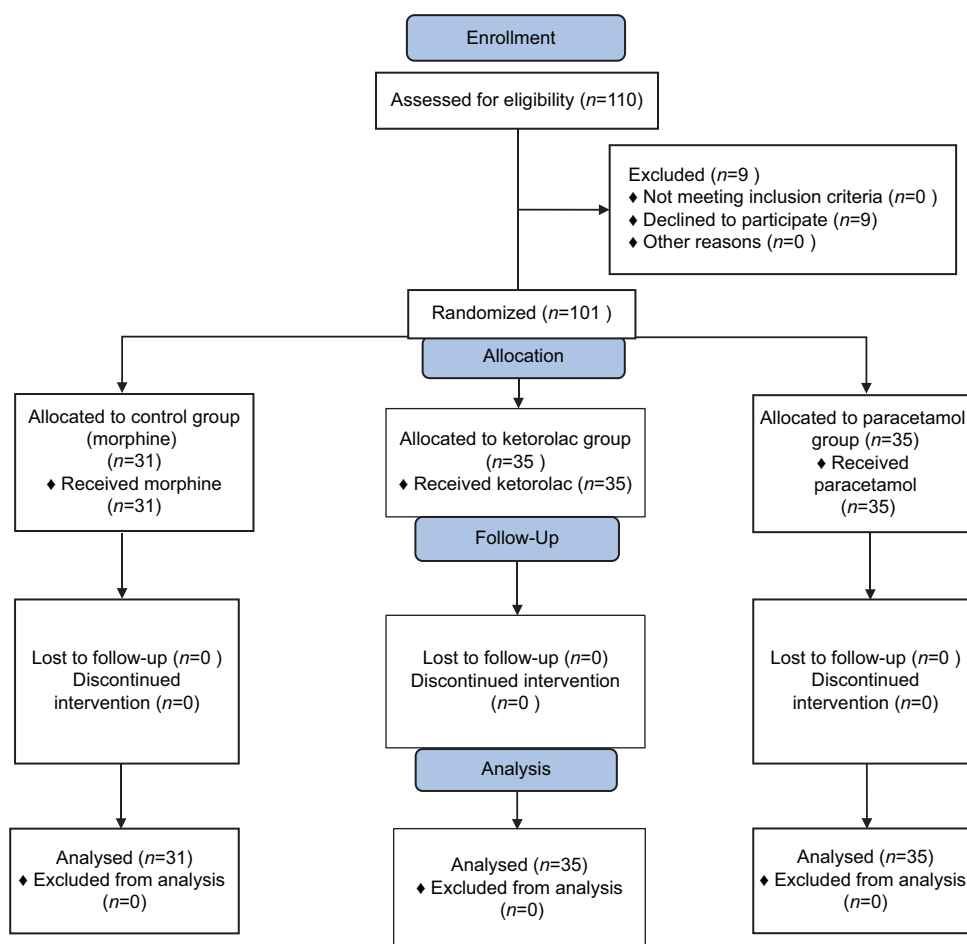 Enrollment
Assessed for eligibility (n=110)
Excluded (n=9 )
♦ Not meeting inclusion criteria (n=0 )
♦ Declined to participate (n=9)
♦ Other reasons (n=0 )
Randomized (n=101 )
Allocation
Allocated to control group
(morphine)
(n=31)
♦ Received morphine
(n=31)
Allocated to ketorolac group
(n=35 )
♦ Received ketorolac (n=35)
Allocated to paracetamol
group (n=35)
♦ Received
paracetamol
(n=35)
Follow-Up
Lost to follow-up (n=0 )
Discontinued
intervention (n=0)
Lost to follow-up (n=0)
Discontinued intervention
(n=0 )
Lost to follow-up (n=0 )
Discontinued
intervention (n=0)
Analysis
Analysed (n=31)
♦ Excluded from analysis
(n=0)
Analysed (n=35)
♦ Excluded from analysis
(n=0)
Analysed (n=35)
♦ Excluded from analysis
(n=0)